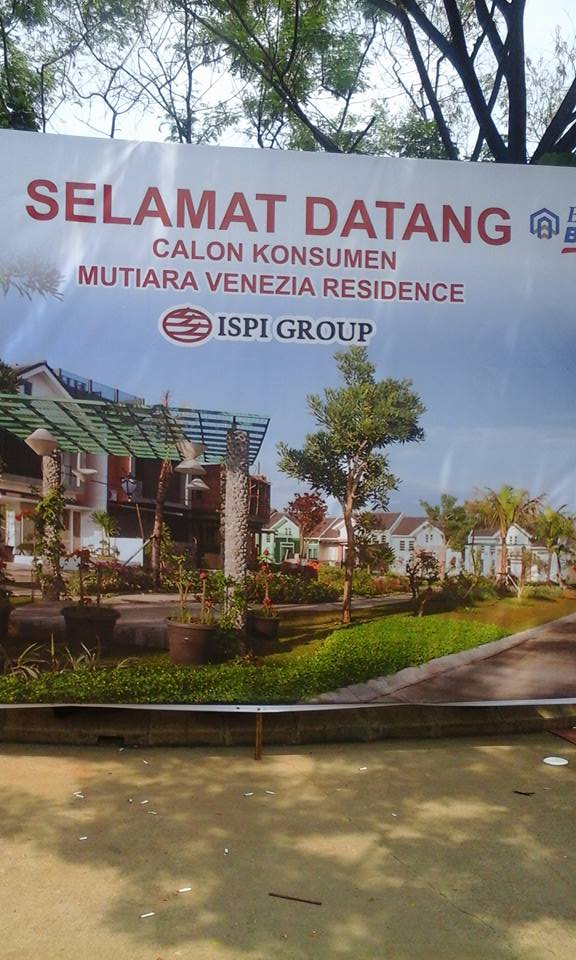 SELAMAT DATANG
CALON KONSUMEN
MUTIARA VENEZIA RESIDENCE
ISPI GROUP